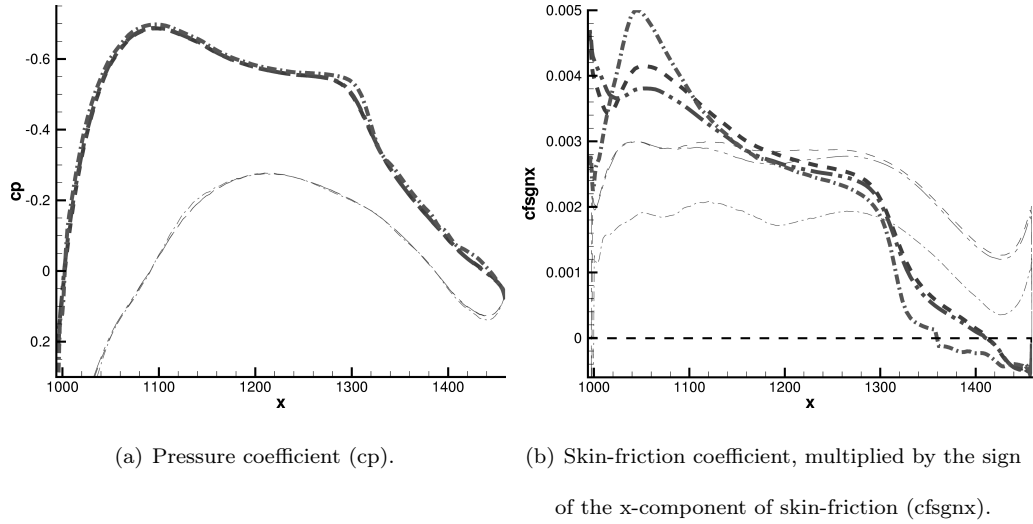 cp
-0.6
-0.4
-0.2
0
0.2
1000 1100 1200 1300 1400
x
cfsgnx
0.005
0.004
0.003
0.002
0.001
0
1000 1100 1200 1300 1400
x
(a) Pressure coefficient (cp).
(b) Skin-friction coefficient, multiplied by the sign
of the x-component of skin-friction (cfsgnx).